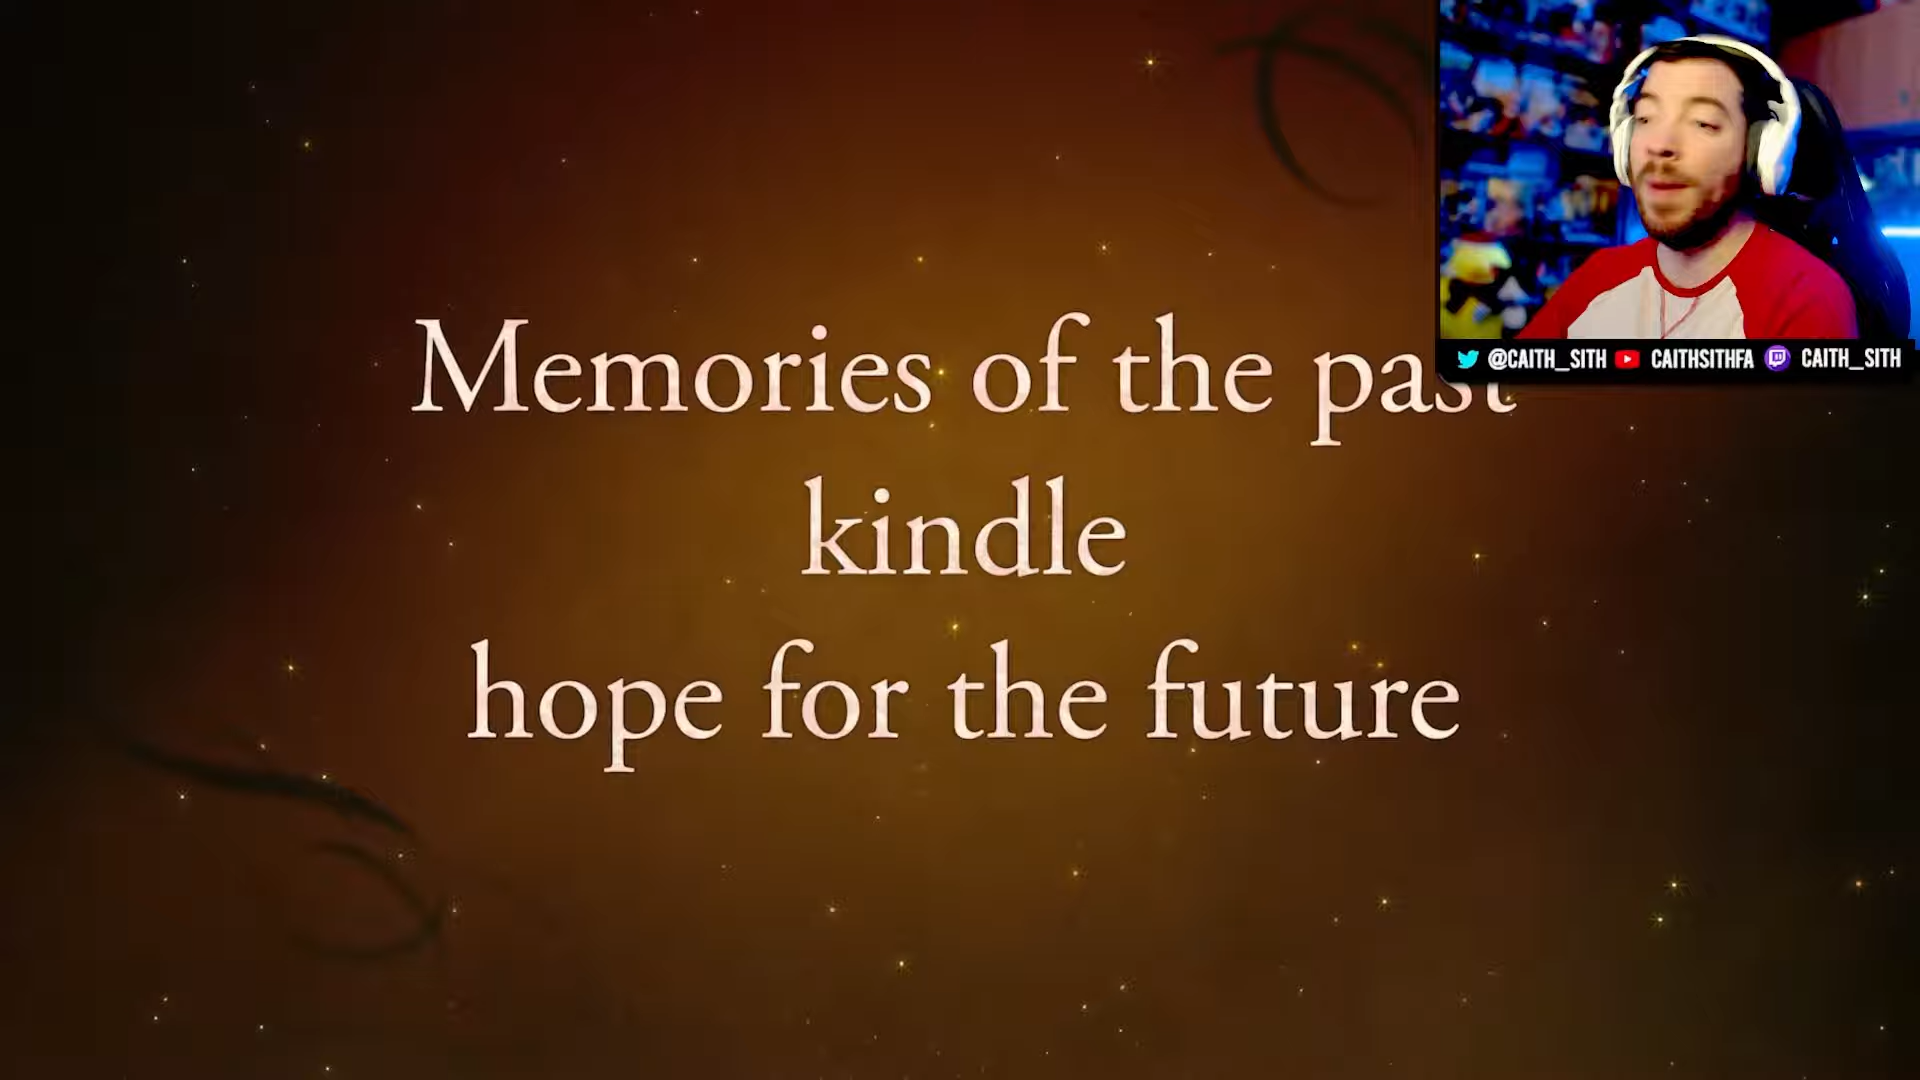 Memories of the past
kindle
hope for the future
@CAITH_SITH CAITHSITHFA CAITH_SITH